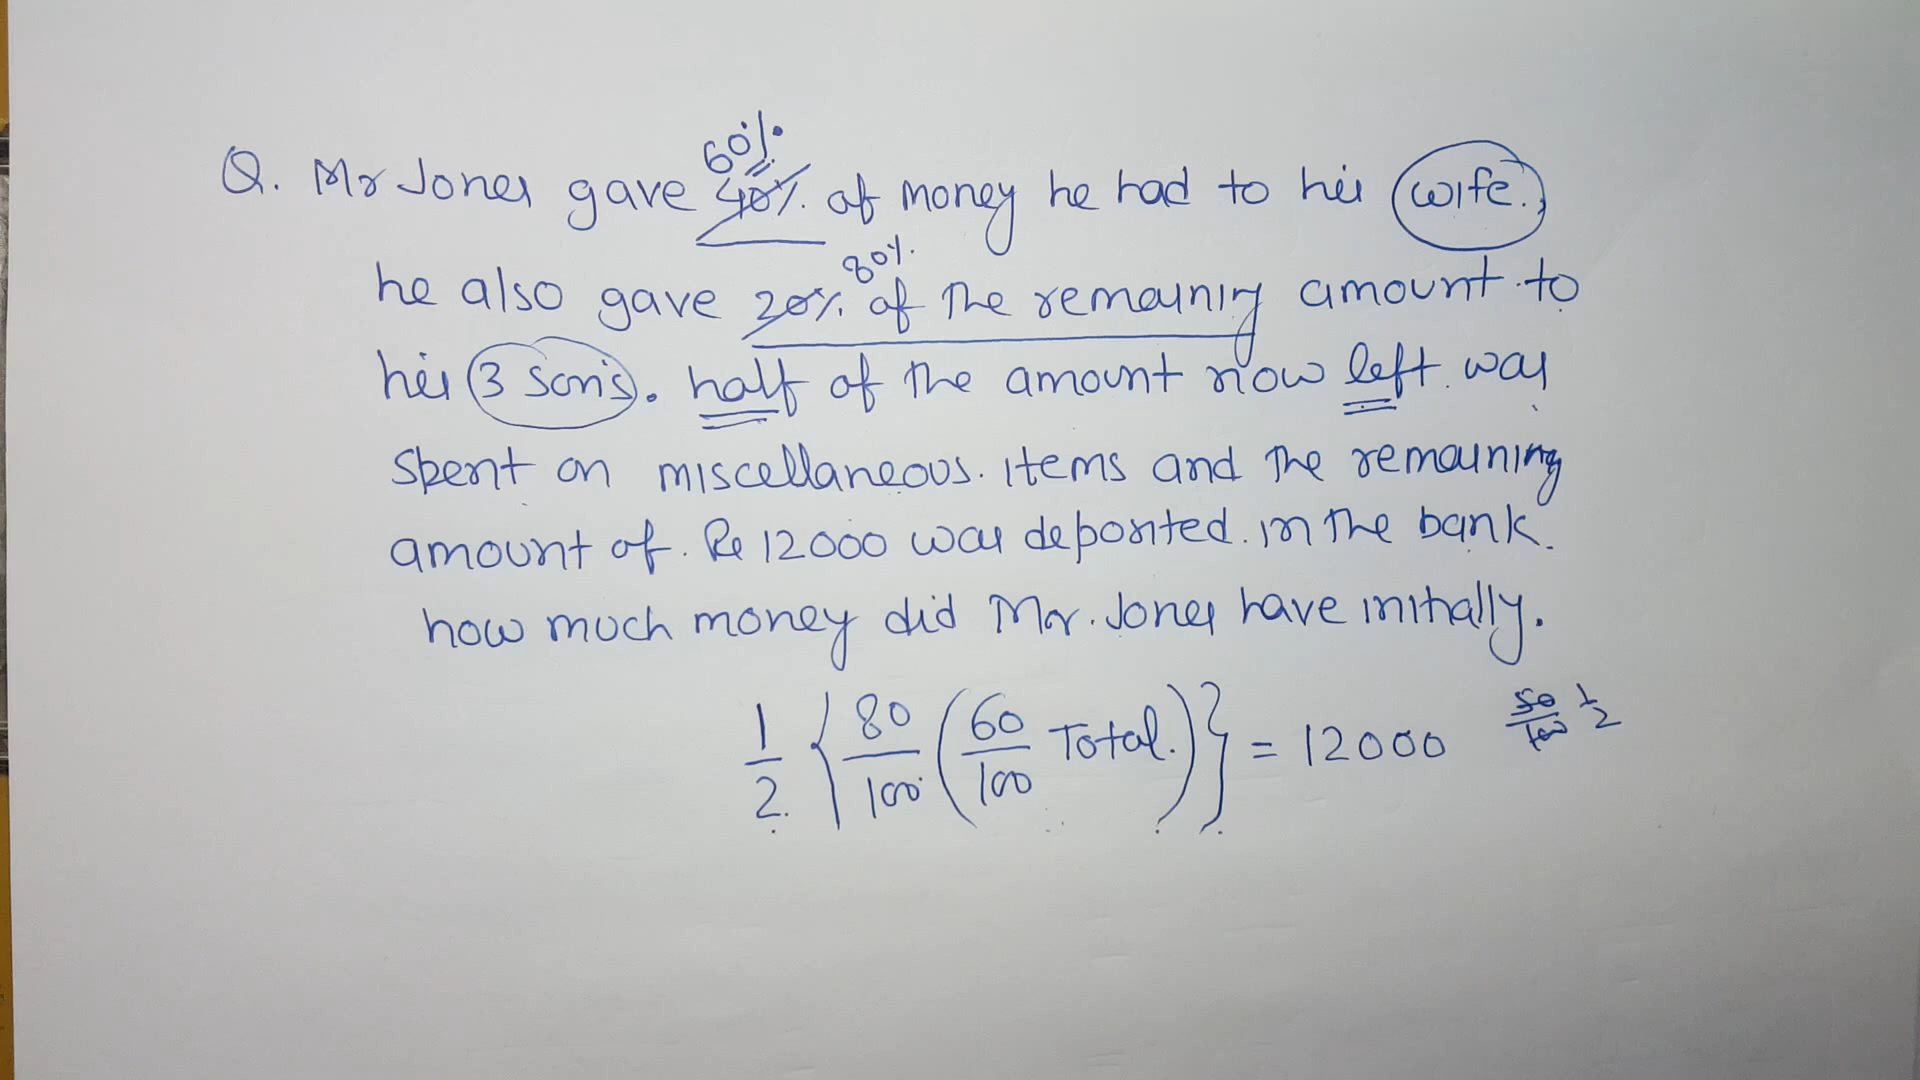 60%
Q. Mr Jones gave 40% of money he had to his wife.
80%
he also gave 20% of the remaining amount to
his 3 son's. half of the amount now left was
spent on miscellaneous. items and the remaining
amount of. Rs 12000 was deposited. in the bank.
how much money did Mr. Jones have initially.
1/2 { 80/100 ( 60/100 Total. ) } = 12000 50/100 1/2